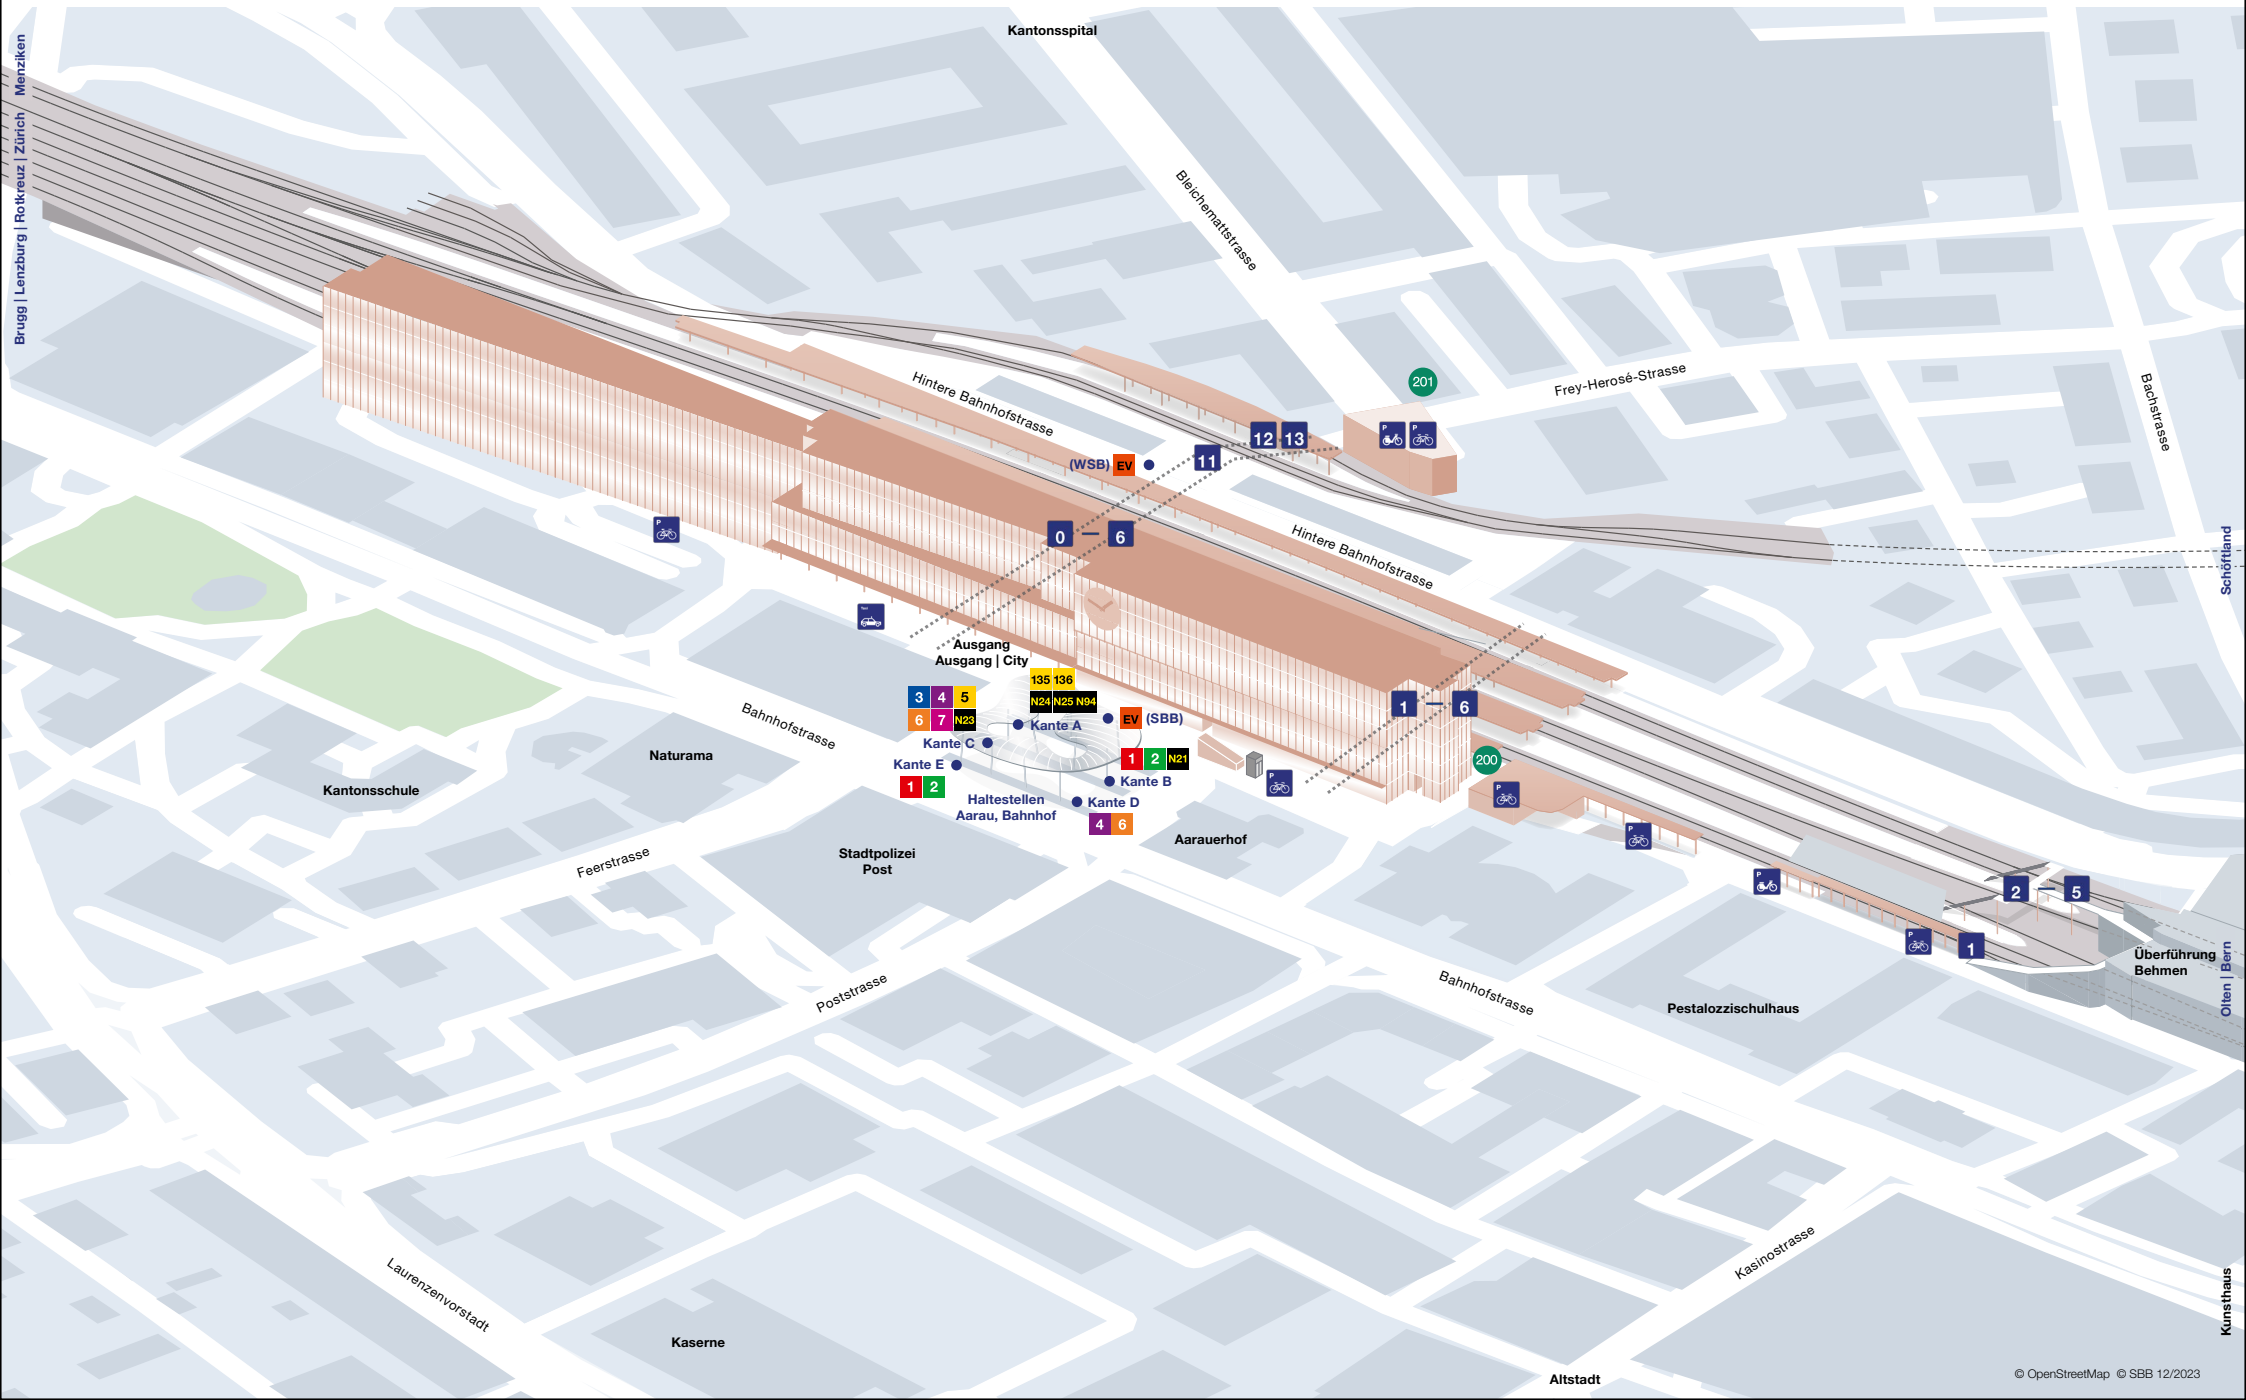 Kantonsspital
Menziken
Brugg | Lenzburg | Rotkreuz | Zürich
Bleichemattstrasse
Hintere Bahnhofstrasse
201
Frey-Herosé-Strasse
Bachstrasse
P
P
12 13
11
(WSB) EV
P
0 – 6
Hintere Bahnhofstrasse
Schöftland
Taxi
Ausgang
Ausgang | City
135 136
N24 N25 N94
3 4 5
6 7 N23
Kante A
EV (SBB)
Kante C
Kante E
1 2
1 2 N21
Kante B
Kante D
4 6
Haltestellen
Aarau, Bahnhof
1 – 6
200
P
P
P
P
P
2 – 5
1
Bahnhofstrasse
Naturama
Kantonsschule
Aarauerhof
Stadtpolizei
Post
Feerstrasse
Poststrasse
Bahnhofstrasse
Pestalozzischulhaus
Überführung
Behmen
Olten | Bern
Laurenzenvorstadt
Kasinostrasse
Kaserne
Kunsthaus
Altstadt
© OpenStreetMap © SBB 12/2023